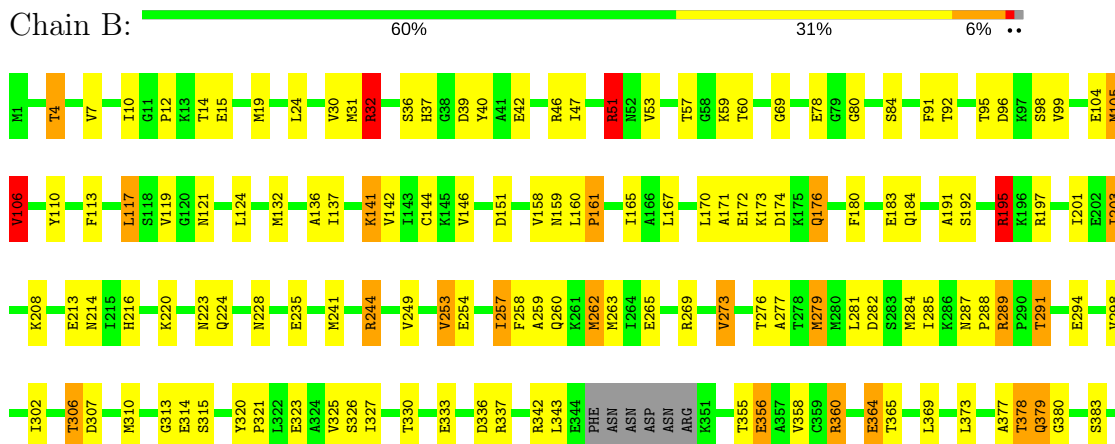 Chain B:
60% 31% 6% ••
M1 T4 V7 I10 G11 P12 K13 T14 E15 M19 L24 V30 M31 R32 S36 H37 G38 D39 Y40 A41 E42 R46 I47 R51 N52 V53 T57 G58 K59 T60 G69 E78 G79 G80 S84 F91 T92 T95 D96 K97 S98 V99 E104 M105
V106 Y110 F113 L117 S118 V119 G120 N121 L124 M132 A136 I137 K141 V142 I143 C144 K145 V146 D151 V158 N159 L160 P161 I165 A166 L167 L170 A171 E172 K173 D174 K175 Q176 F180 E183 Q184 A191 S192 R195 K196 R197 I201 E202
K208 E213 N214 I215 H216 K220 N223 Q224 N228 E235 M241 R244 V249 V253 E254 I257 F258 A259 Q260 K261 M262 M263 I264 E265 R269 V273 T276 A277 T278 M279 M280 L281 D282 S283 M284 I285 K286 N287 P288 R289 P290 T291 E294
I302 T306 D307 M310 G313 E314 S315 Y320 P321 L322 E323 A324 V325 S326 I327 T330 E333 D336 R337 R342 L343 E344 PHE ASN ASN ASP ASN ARG K351 T355 E356 A357 V358 C359 R360 E364 T365 L369 L373 A377 T378 Q379 G380 S383